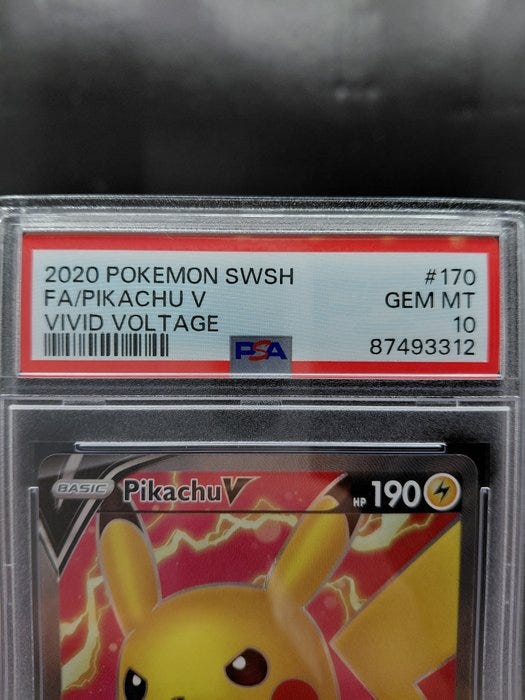 2020 POKEMON SWSH #170
FA/PIKACHU V GEM MT
VIVID VOLTAGE 10
PSA 87493312
BASIC Pikachu V HP 190